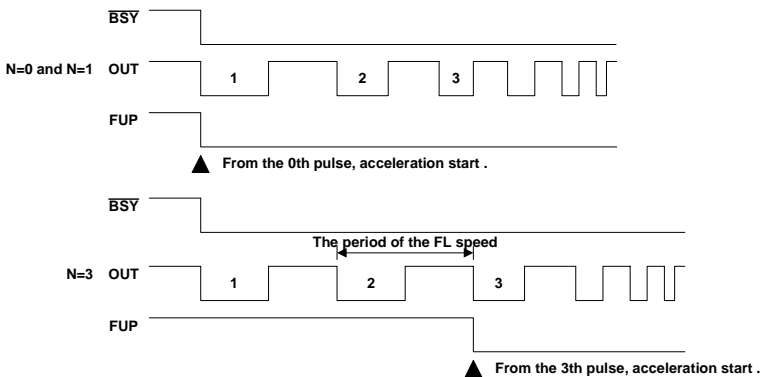 BSY
N=0 and N=1 OUT 1 2 3
FUP
From the 0th pulse, acceleration start .
BSY
The period of the FL speed
N=3 OUT 1 2 3
FUP
From the 3th pulse, acceleration start .